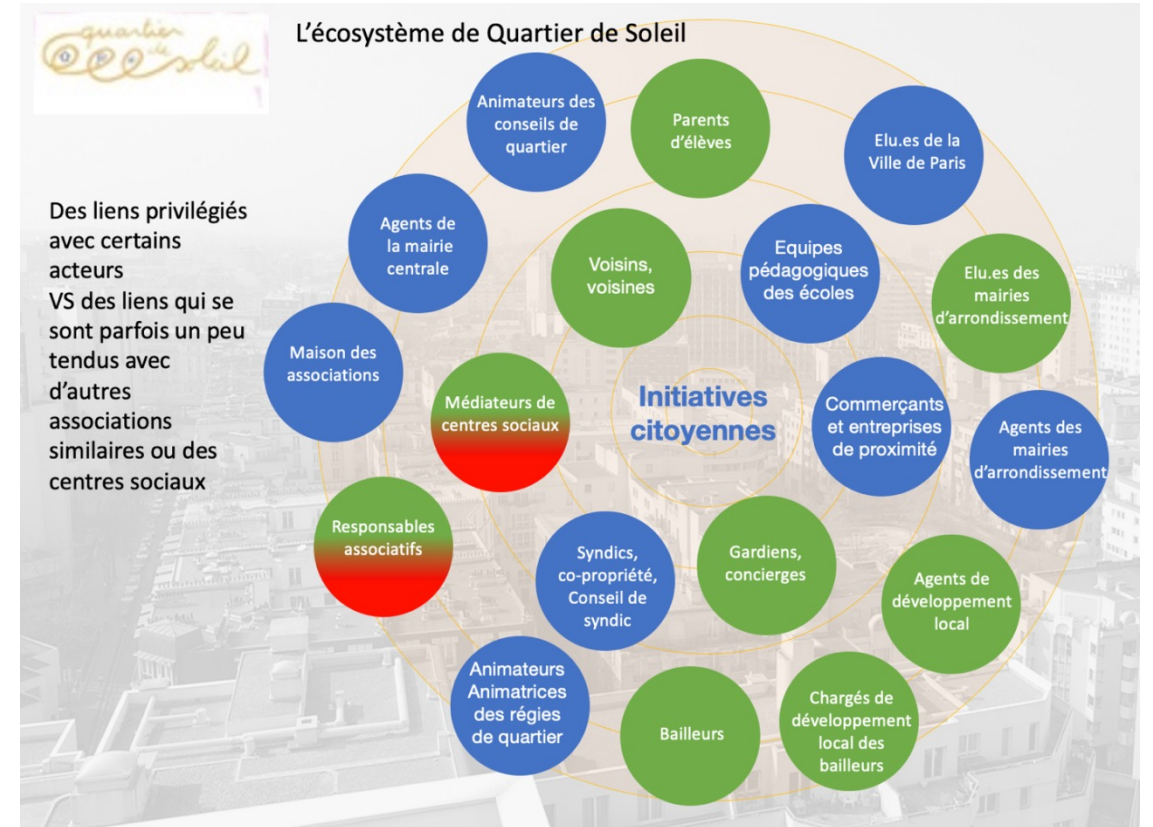 quartier
de
soleil
L'écosystème de Quartier de Soleil
Des liens privilégiés
avec certains
acteurs
VS des liens qui se
sont parfois un peu
tendus avec
d'autres
associations
similaires ou des
centres sociaux
Animateurs des
conseils de
quartier
Parents
d'élèves
Elu.es de la
Ville de Paris
Agents de
la mairie
centrale
Voisins,
voisines
Equipes
pédagogiques
des écoles
Elu.es des
mairies
d'arrondissement
Maison des
associations
Médiateurs de
centres sociaux
Initiatives
citoyennes
Commerçants
et entreprises
de proximité
Agents des
mairies
d'arrondissement
Responsables
associatifs
Syndics,
co-propriété,
Conseil de
syndic
Gardiens,
concierges
Agents de
développement
local
Animateurs
Animatrices
des régies
de quartier
Bailleurs
Chargés de
développement
local des
bailleurs